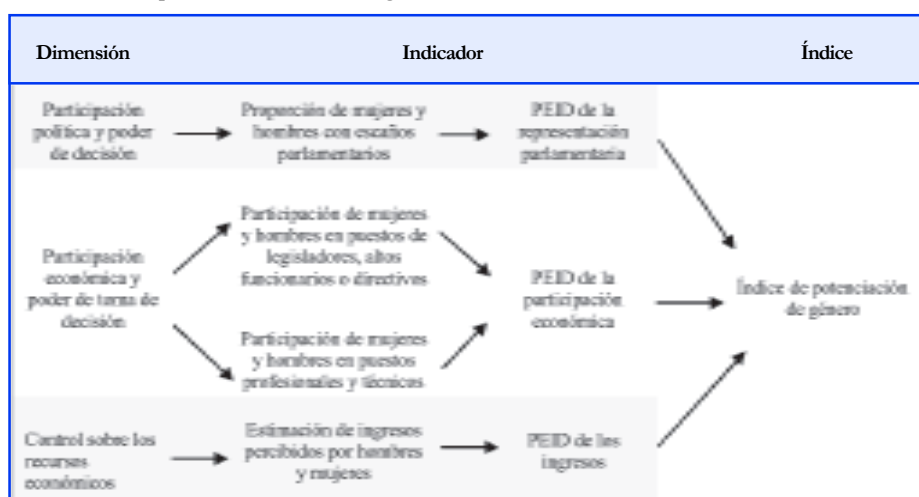 Dimensión Indicador Índice
Participación
política y poder
de decisión
Proporción de mujeres y
hombres con escaños
parlamentarios
PEID de la
representación
parlamentaria
Participación
económica y
poder de toma de
decisión
Participación de mujeres
y hombres en puestos de
legisladores, altos
funcionarios o directivos
Participación de mujeres
y hombres en puestos
profesionales y técnicos
PEID de la
participación
económica
Índice de potenciación
de género
Control sobre los
recursos
económicos
Estimación de ingresos
percibidos por hombres
y mujeres
PEID de los
ingresos